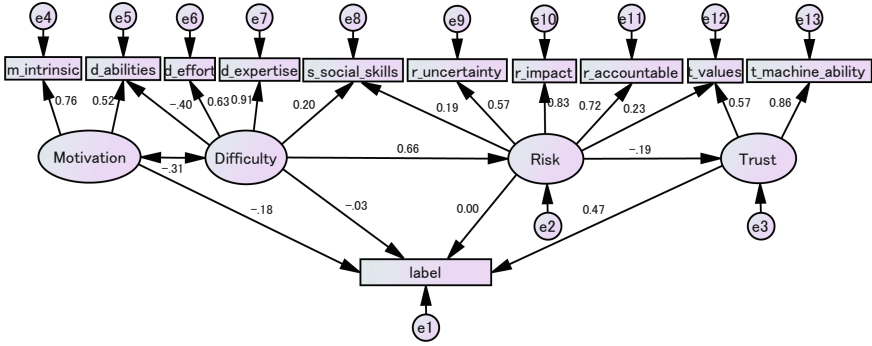 e4 e5 e6 e7 e8 e9 e10 e11 e12 e13
m_intrinsic d_abilities d_effort d_expertise s_social_skills r_uncertainty r_impact r_accountable t_values t_machine_ability
0.76 0.52 -.40 0.63 0.91 0.20 0.19 0.57 0.83 0.72 0.23 0.57 0.86
Motivation Difficulty 0.66 Risk -.19 Trust
-.31
-.18 -.03 0.00 0.47
e2 e3
label
e1